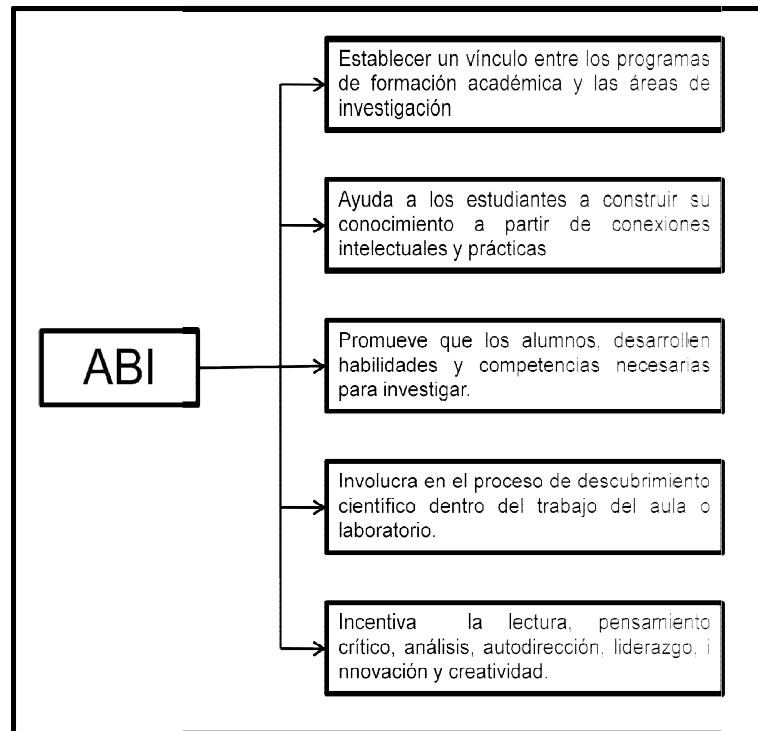 Establecer un vínculo entre los programas
de formación académica y las áreas de
investigación
Ayuda a los estudiantes a construir su
conocimiento a partir de conexiones
intelectuales y prácticas
ABI
Promueve que los alumnos, desarrollen
habilidades y competencias necesarias
para investigar.
Involucra en el proceso de descubrimiento
científico dentro del trabajo del aula o
laboratorio.
Incentiva la lectura, pensamiento
crítico, análisis, autodirección, liderazgo, i
nnovación y creatividad.